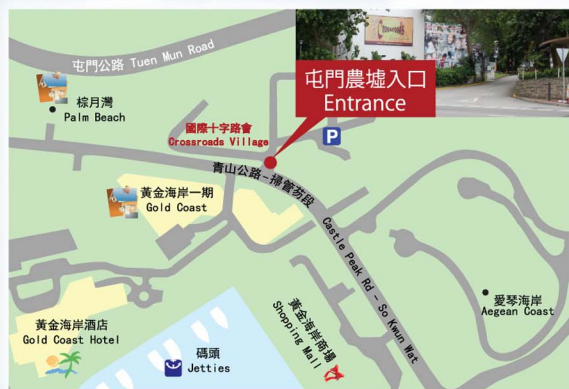 屯門公路 Tuen Mun Road
屯門農墟入口
Entrance
棕月灣
Palm Beach
國際十字路會
Crossroads Village
P
青山公路-掃管笏段
Castle Peak Rd - So Kwun Wat
黃金海岸一期
Gold Coast
愛琴海岸
Aegean Coast
黃金海岸商場
Shopping Mall
黃金海岸酒店
Gold Coast Hotel
碼頭
Jetties